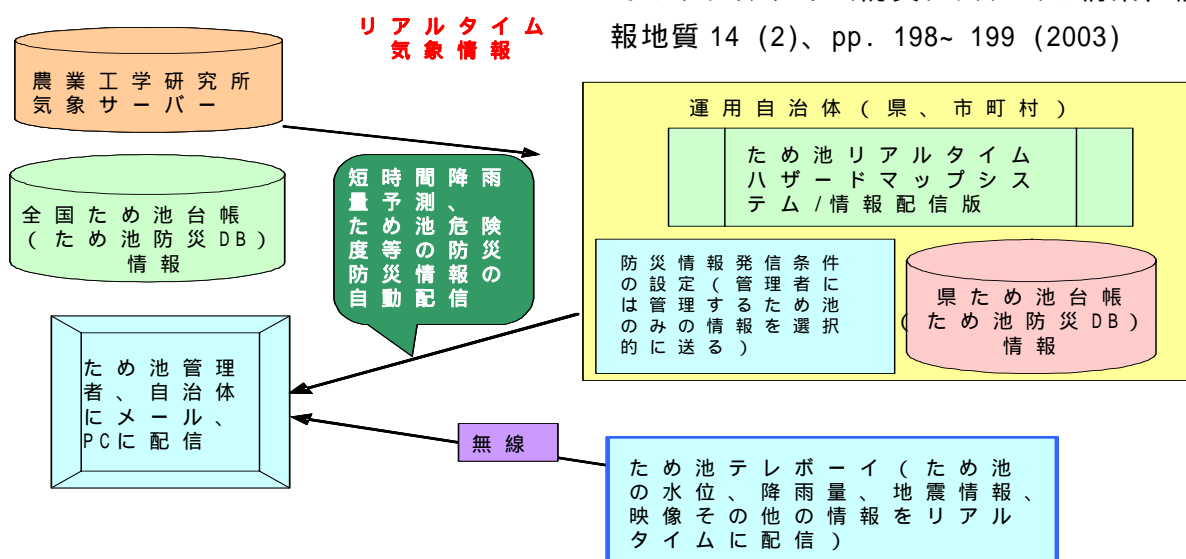 報地質 14 (2)、pp. 198~ 199 (2003)
リアルタイム
気象情報
農業工学研究所
気象サーバー
運用自治体(県、市町村)
ため池リアルタイム
ハザードマップシス
テム/情報配信版
短時間降雨
量予測、
ため池危険
度等の防災
防災情報の
自動配信
全国ため池台帳
(ため池防災DB)
情報
防災情報発信条件
の設定(管理者に
は管理するため池
のみの情報を選択
的に送る)
県ため池台帳
(ため池防災DB)
情報
ため池管理
者、自治体
にメール、
PCに配信
無線
ため池テレボーイ(ため池
の水位、降雨量、地震情報、
映像その他の情報をリアル
タイムに配信)